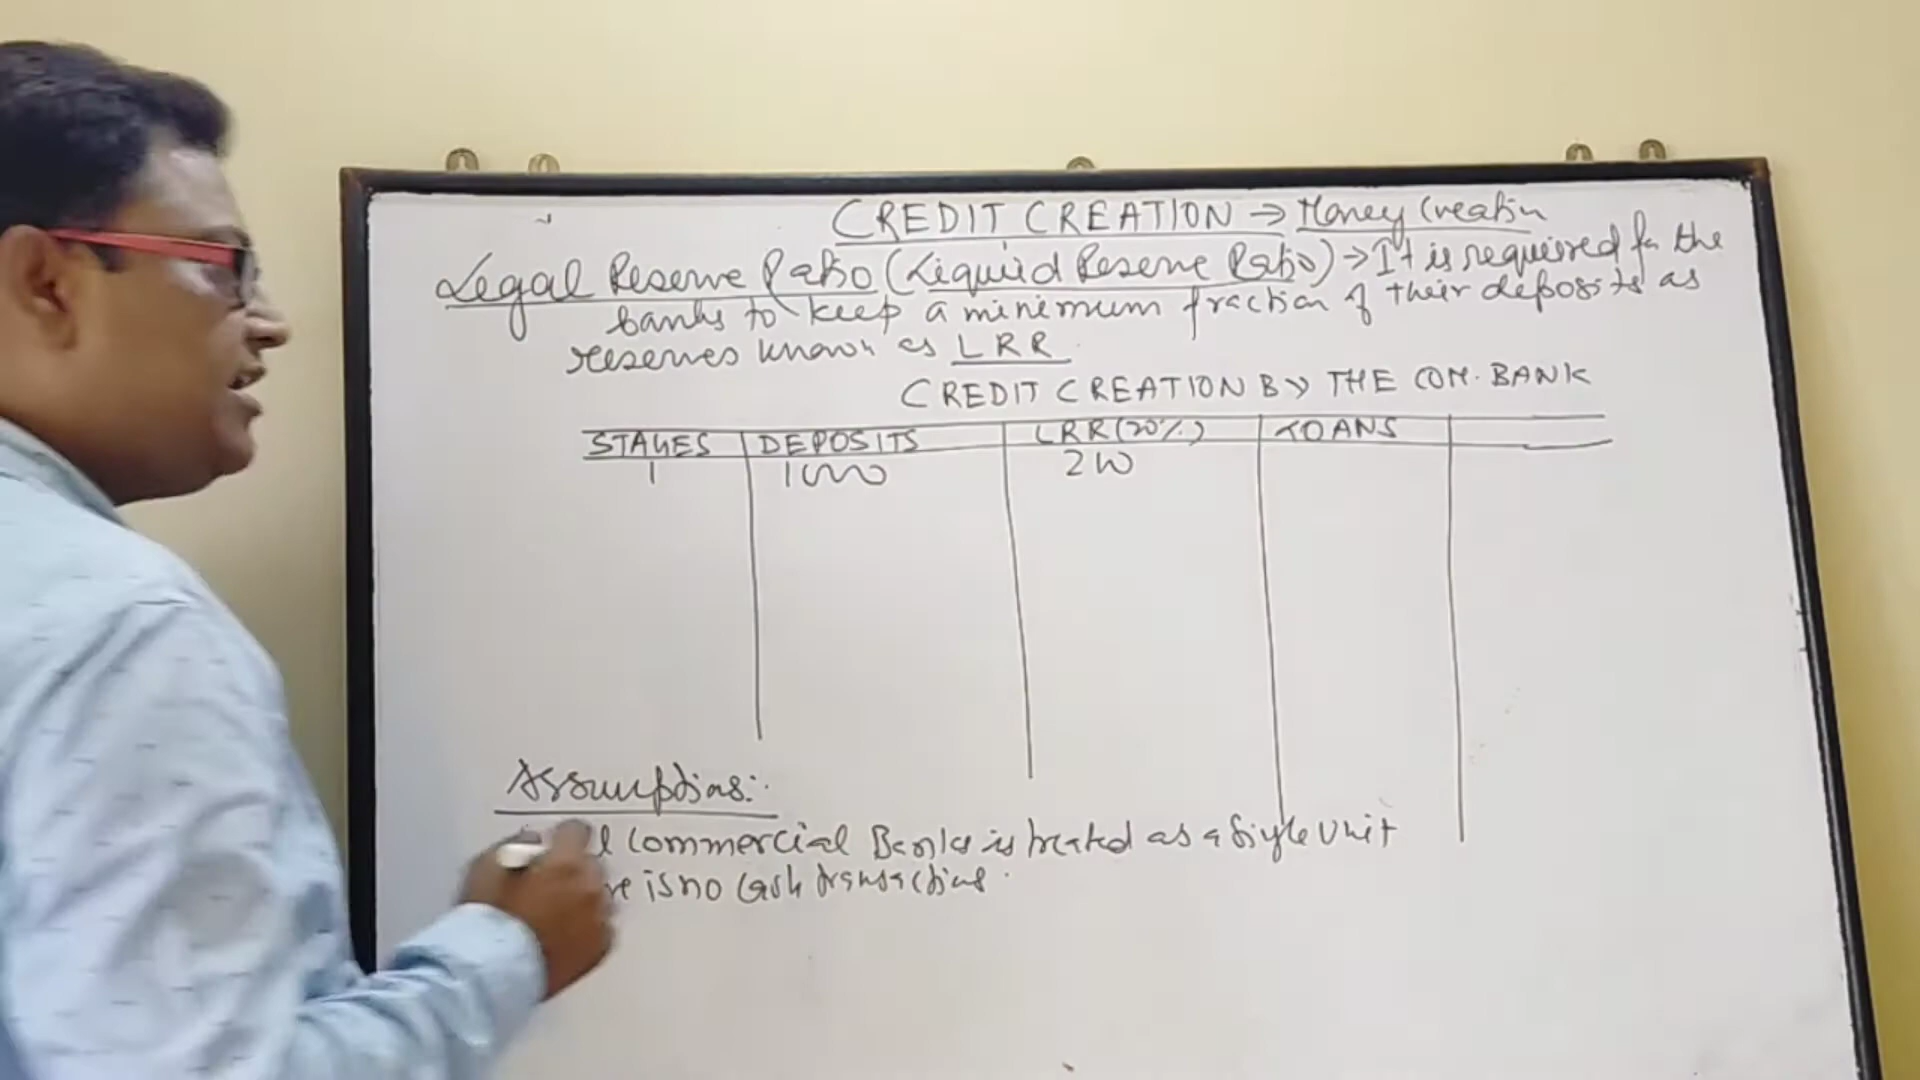 CREDIT CREATION → Money Creation
Legal Reserve Ratio (Liquid Reserve Ratio) → It is required for the
banks to keep a minimum fraction of their deposits as
reserves known as LRR
CREDIT CREATION BY THE COM. BANK
STAGES DEPOSITS LRR (20%) LOANS
1 1000 200
Assumptions:-
Commercial Banks is treated as a Single Unit
is no Cash transactions.